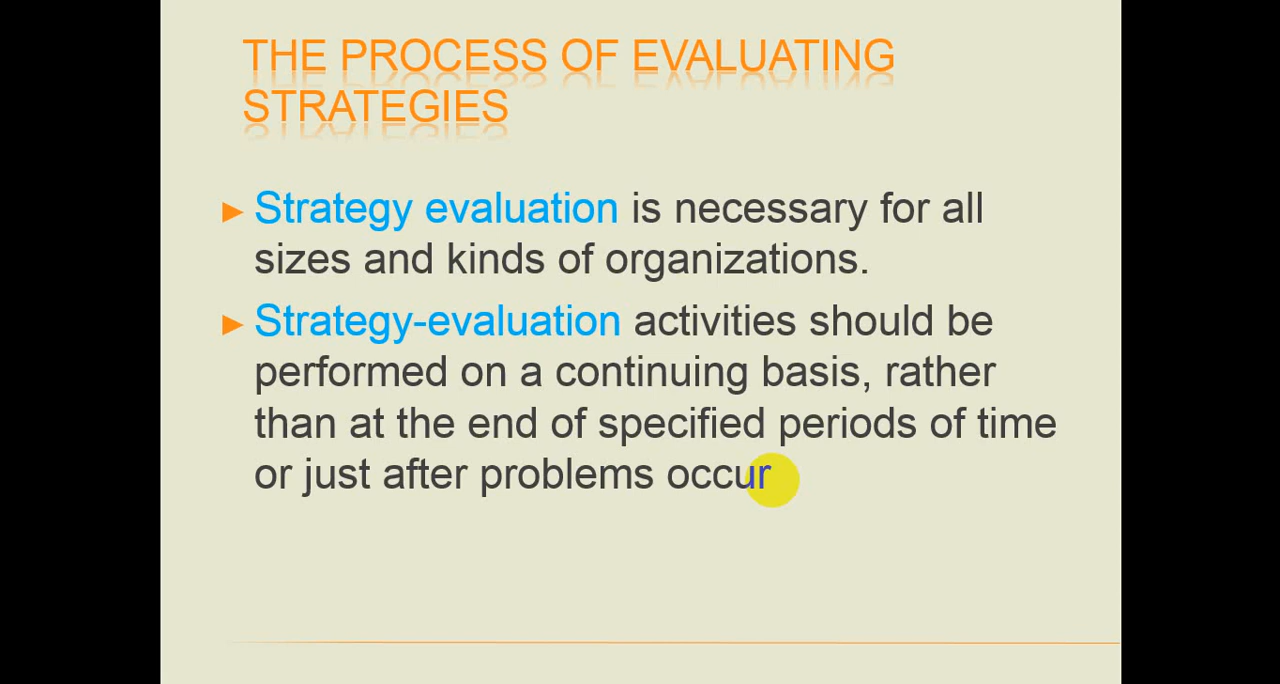 THE PROCESS OF EVALUATING
STRATEGIES
Strategy evaluation is necessary for all
sizes and kinds of organizations.
Strategy-evaluation activities should be
performed on a continuing basis, rather
than at the end of specified periods of time
or just after problems occur